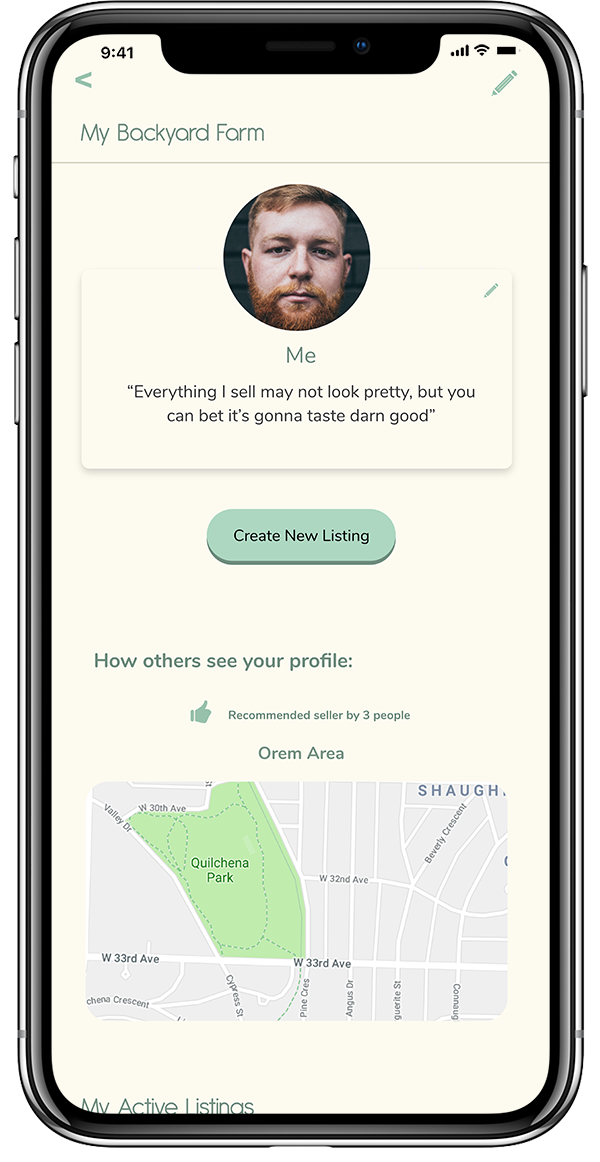 9:41
<
My Backyard Farm
Me
“Everything I sell may not look pretty, but you
can bet it’s gonna taste darn good”
Create New Listing
How others see your profile:
Recommended seller by 3 people
Orem Area
SHAUGH
W 30th Ave
Valley Dr
Beverly Crescent
Quilchena
Park
W 32nd Ave
W 33rd Ave
W 33rd Ave
chena Crescent
Cypress St
Pine Cres
Angus Dr
guerite St
Connaug
My Active Listings